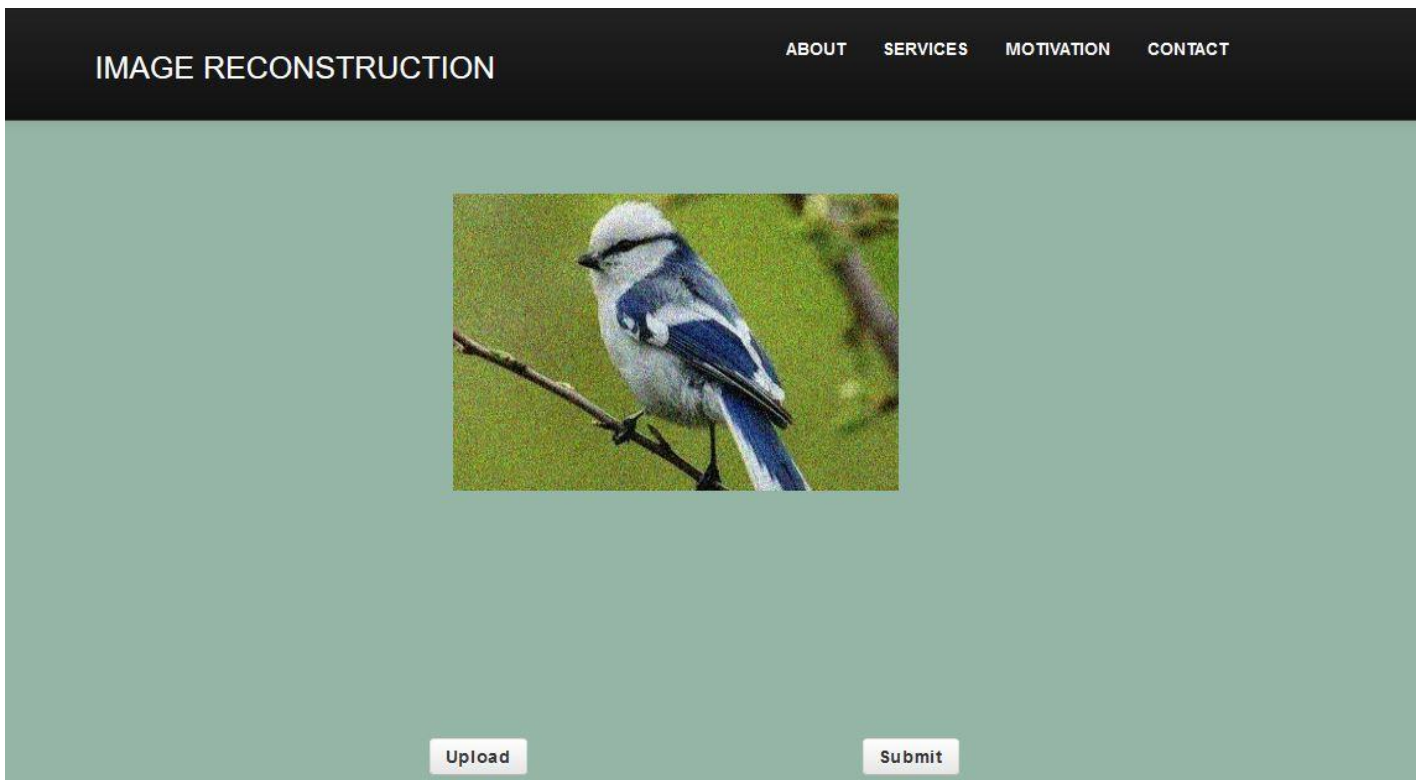 IMAGE RECONSTRUCTION
ABOUT SERVICES MOTIVATION CONTACT
Upload Submit